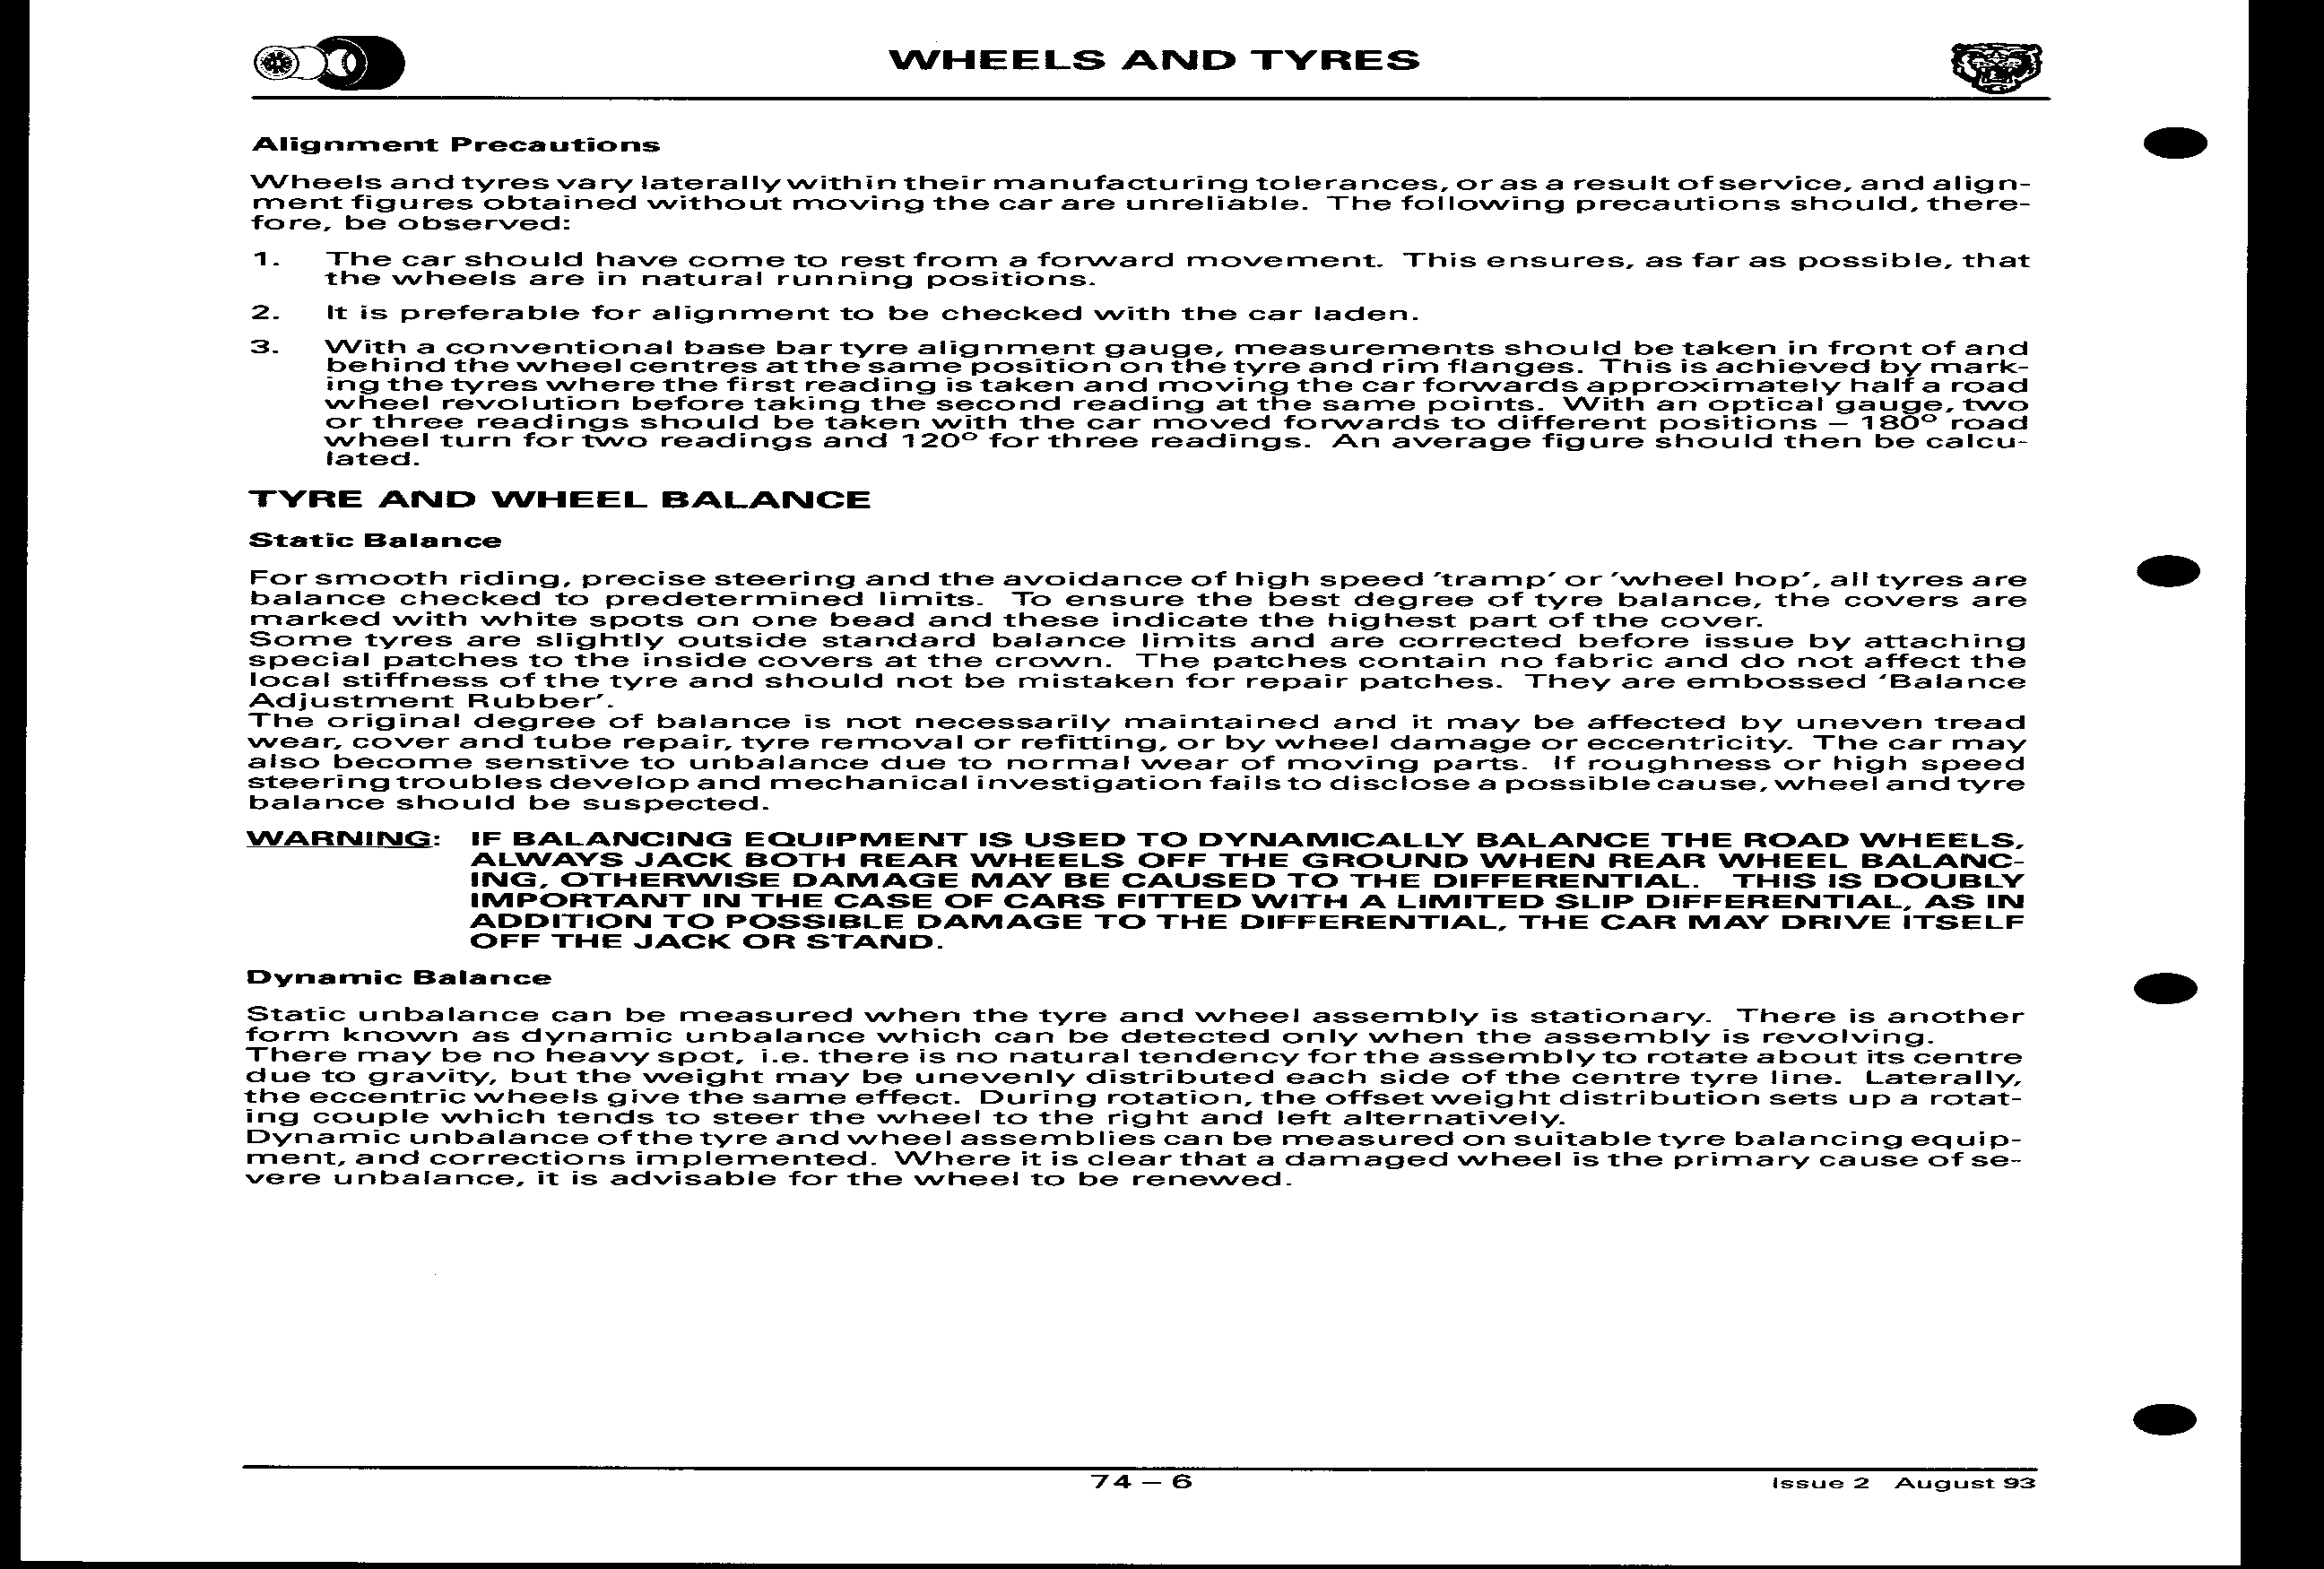 WHEELS AND TYRES
Alignment Precautions
Wheels and tyres vary laterally within their manufacturing tolerances, or as a result of service, and align-
ment figures obtained without moving the car are unreliable. The following precautions should, there-
fore, be observed:
1. The car should have come to rest from a forward movement. This ensures, as far as possible, that
the wheels are in natural running positions.
2. It is preferable for alignment to be checked with the car laden.
3. With a conventional base bar tyre alignment gauge, measurements should be taken in front of and
behind the wheel centres at the same position on the tyre and rim flanges. This is achieved by mark-
ing the tyres where the first reading is taken and moving the car forwards approximately half a road
wheel revolution before taking the second reading at the same points. With an optical gauge, two
or three readings should be taken with the car moved forwards to different positions – 180° road
wheel turn for two readings and 120° for three readings. An average figure should then be calcu-
lated.
TYRE AND WHEEL BALANCE
Static Balance
For smooth riding, precise steering and the avoidance of high speed 'tramp' or 'wheel hop', all tyres are
balance checked to predetermined limits. To ensure the best degree of tyre balance, the covers are
marked with white spots on one bead and these indicate the highest part of the cover.
Some tyres are slightly outside standard balance limits and are corrected before issue by attaching
special patches to the inside covers at the crown. The patches contain no fabric and do not affect the
local stiffness of the tyre and should not be mistaken for repair patches. They are embossed 'Balance
Adjustment Rubber'.
The original degree of balance is not necessarily maintained and it may be affected by uneven tread
wear, cover and tube repair, tyre removal or refitting, or by wheel damage or eccentricity. The car may
also become senstive to unbalance due to normal wear of moving parts. If roughness or high speed
steering troubles develop and mechanical investigation fails to disclose a possible cause, wheel and tyre
balance should be suspected.
WARNING: IF BALANCING EQUIPMENT IS USED TO DYNAMICALLY BALANCE THE ROAD WHEELS,
ALWAYS JACK BOTH REAR WHEELS OFF THE GROUND WHEN REAR WHEEL BALANC-
ING, OTHERWISE DAMAGE MAY BE CAUSED TO THE DIFFERENTIAL. THIS IS DOUBLY
IMPORTANT IN THE CASE OF CARS FITTED WITH A LIMITED SLIP DIFFERENTIAL, AS IN
ADDITION TO POSSIBLE DAMAGE TO THE DIFFERENTIAL, THE CAR MAY DRIVE ITSELF
OFF THE JACK OR STAND.
Dynamic Balance
Static unbalance can be measured when the tyre and wheel assembly is stationary. There is another
form known as dynamic unbalance which can be detected only when the assembly is revolving.
There may be no heavy spot, i.e. there is no natural tendency for the assembly to rotate about its centre
due to gravity, but the weight may be unevenly distributed each side of the centre tyre line. Laterally,
the eccentric wheels give the same effect. During rotation, the offset weight distribution sets up a rotat-
ing couple which tends to steer the wheel to the right and left alternatively.
Dynamic unbalance of the tyre and wheel assemblies can be measured on suitable tyre balancing equip-
ment, and corrections implemented. Where it is clear that a damaged wheel is the primary cause of se-
vere unbalance, it is advisable for the wheel to be renewed.
74 – 6
Issue 2 August 93